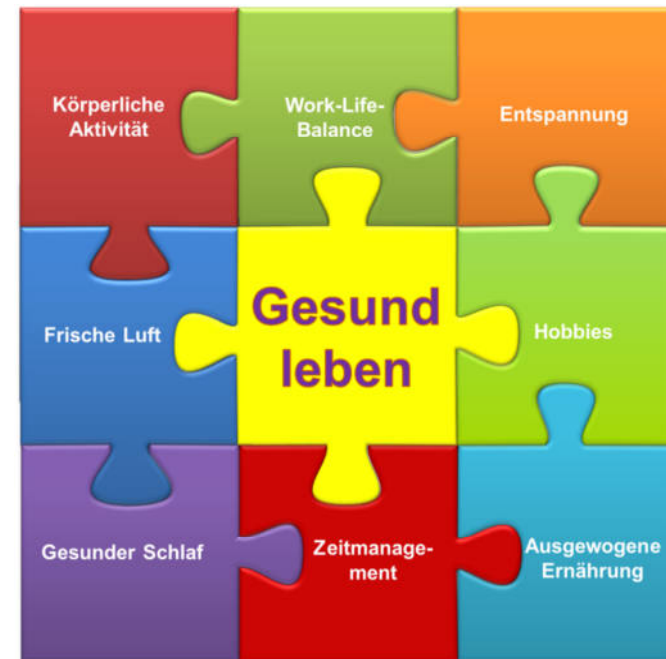 Körperliche
Aktivität
Work-Life-
Balance
Entspannung
Frische Luft
Gesund
leben
Hobbies
Gesunder Schlaf
Zeitmanage-
ment
Ausgewogene
Ernährung